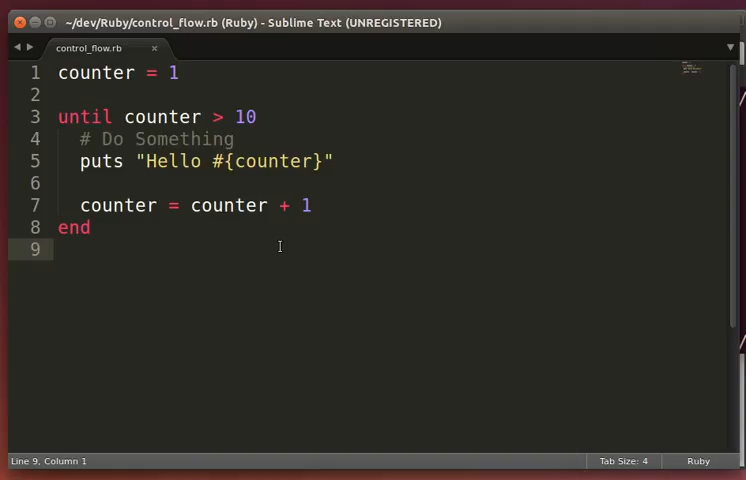 ~/dev/Ruby/control_flow.rb (Ruby) - Sublime Text (UNREGISTERED)
control_flow.rb
1 counter = 1
2
3 until counter > 10
4   # Do Something
5   puts "Hello #{counter}"
6
7   counter = counter + 1
8 end
9
Line 9, Column 1 Tab Size: 4 Ruby